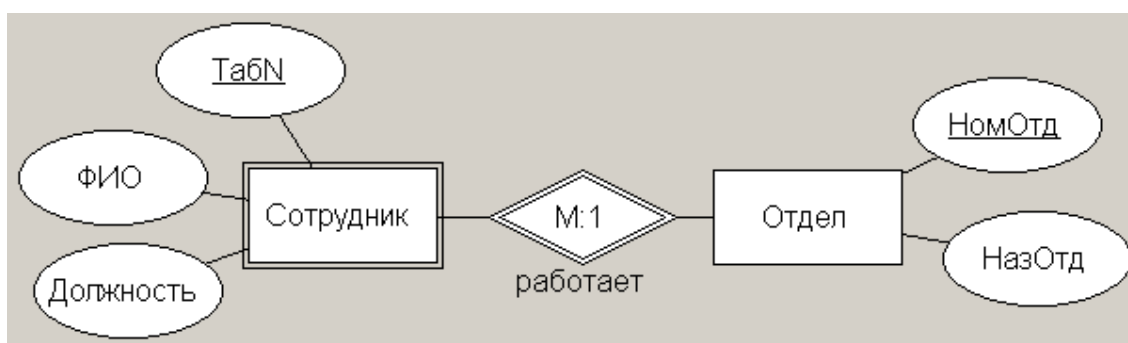 ТабN
ФИО
Должность
Сотрудник
М:1
работает
Отдел
НомОтд
НазОтд